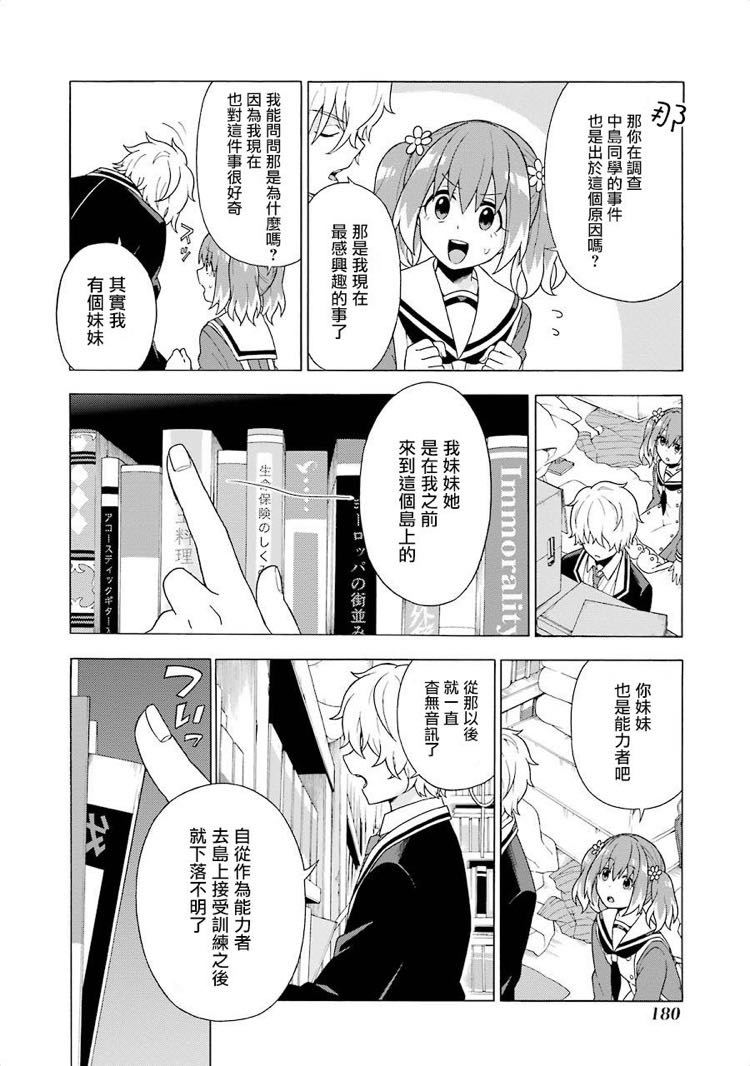 那
那你在調查
中島同學的事件
也是出於這個原因嗎？
那是我現在
最感興趣的事了
我能問問那是為什麼嗎？
因為我現在
也對這件事很好奇
其實我
有個妹妹
我妹妹她
是在我之前
來到這個島上的
Immorality
ヨーロッパの街並み
生命保険のしくみ
料理
アコースティックギター
你妹妹
也是能力者吧
從那以後
就一直
杳無音訊了
自從作為能力者
去島上接受訓練之後
就下落不明了
ついっ
180